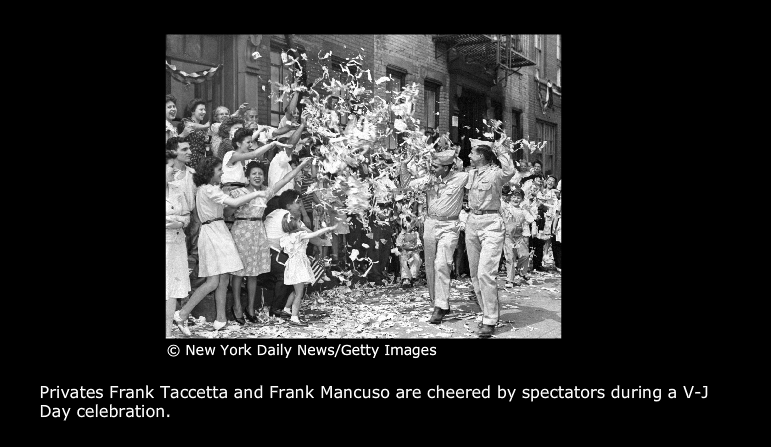 © New York Daily News/Getty Images
Privates Frank Taccetta and Frank Mancuso are cheered by spectators during a V-J
Day celebration.